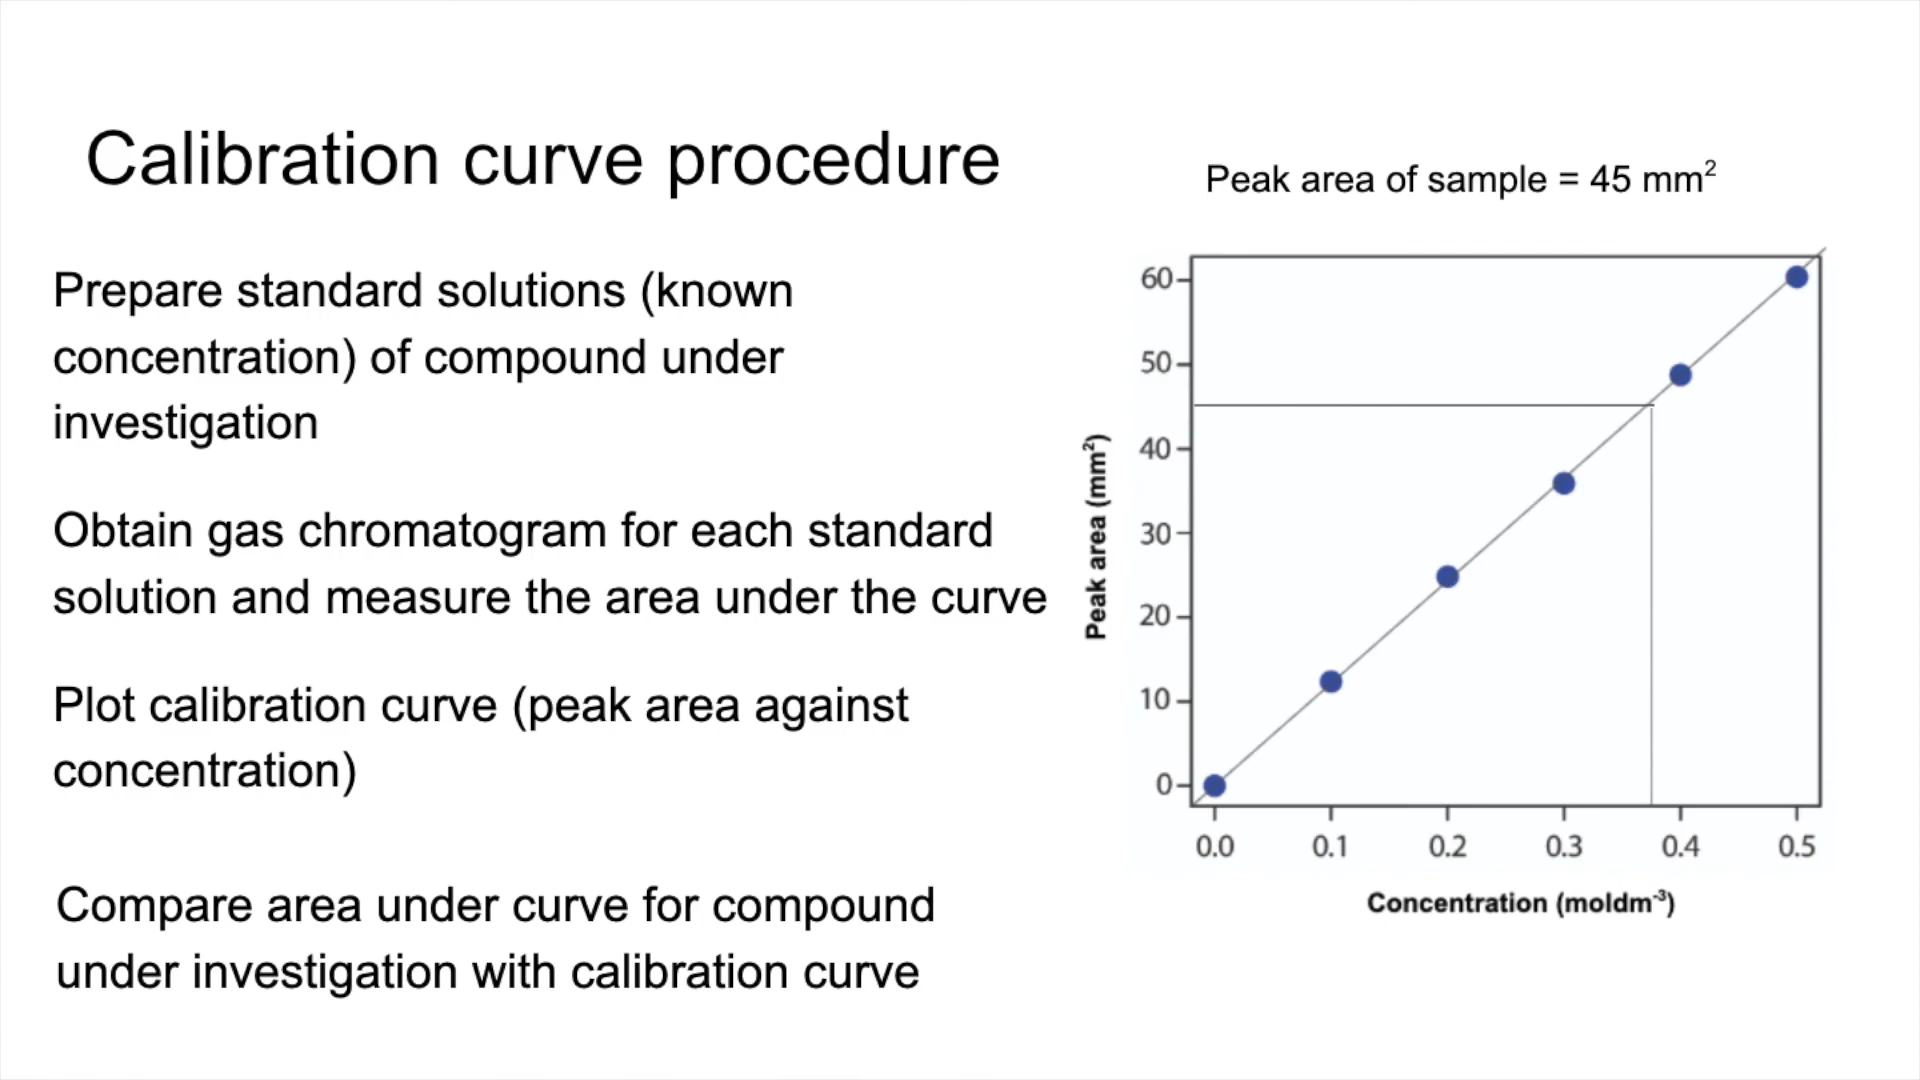 Calibration curve procedure
Prepare standard solutions (known
concentration) of compound under
investigation
Obtain gas chromatogram for each standard
solution and measure the area under the curve
Plot calibration curve (peak area against
concentration)
Compare area under curve for compound
under investigation with calibration curve
Peak area of sample = 45 mm²
Peak area (mm²)
60
50
40
30
20
10
0
0.0 0.1 0.2 0.3 0.4 0.5
Concentration (moldm⁻³)